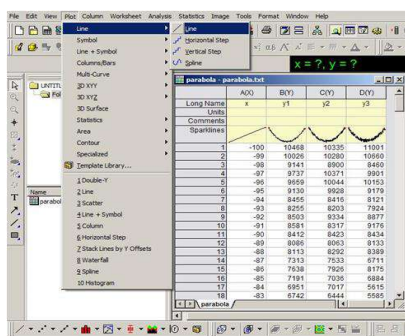 File Edit View Plot Column Worksheet Analysis Statistics Image Tools Format Window Help
Line
Symbol
Line + Symbol
Columns/Bars
Multi-Curve
3D XYY
3D XYZ
3D Surface
Statistics
Area
Contour
Specialized
Template Library...
1 Double-Y
2 Line
3 Scatter
4 Line + Symbol
5 Column
6 Horizontal Step
7 Stack Lines by Y Offsets
8 Waterfall
9 Spline
10 Histogram
Line
Horizontal Step
Vertical Step
Spline
x = ?, y = ?
UNTITL
Fol
Name
parabol
parabola - parabola.txt
A(X) B(Y) C(Y) D(Y)
Long Name x y1 y2 y3
Units
Comments
Sparklines
1 -100 10468 10335 11001
2 -99 10026 10280 10660
3 -98 9141 8900 9460
4 -97 9737 10371 9901
5 -96 9659 10044 10153
6 -95 9130 9928 9179
7 -94 8455 8416 8121
8 -93 8255 8203 7924
9 -92 8503 9334 8877
10 -91 8581 8317 9176
11 -90 8412 8423 8434
12 -89 8086 8063 9133
13 -88 8113 8292 8389
14 -87 7313 7533 6711
15 -86 7638 7926 8175
16 -85 7191 7036 6884
17 -84 6951 7017 5615
18 -83 6742 6444 5585
parabola